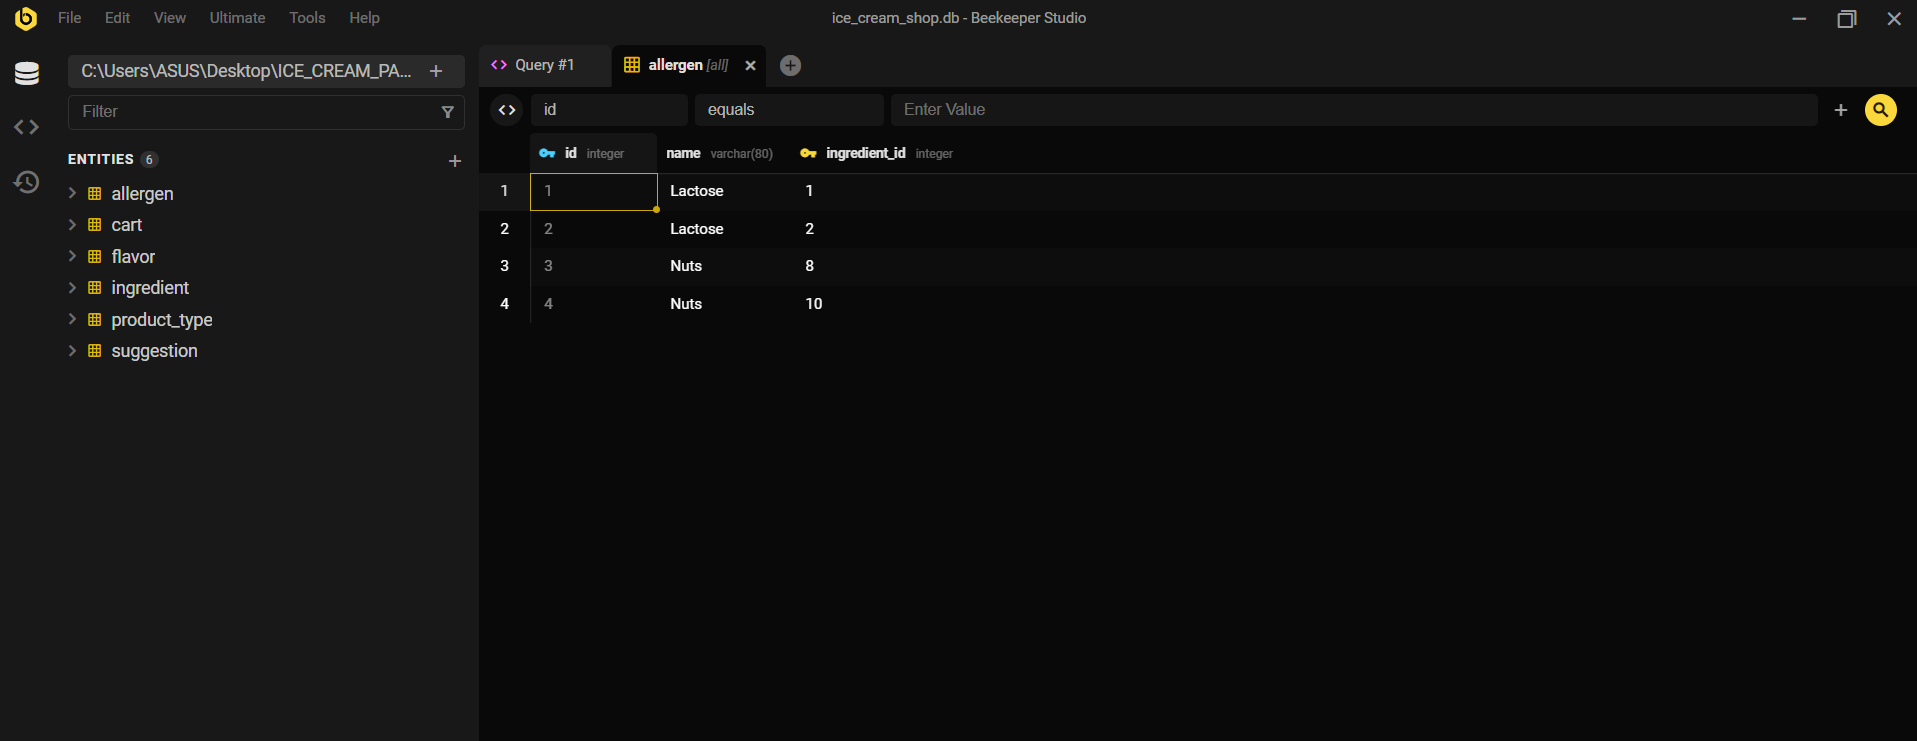 File Edit View Ultimate Tools Help
ice_cream_shop.db - Beekeeper Studio
C:\Users\ASUS\Desktop\ICE_CREAM_PA...
Filter
ENTITIES 6
allergen
cart
flavor
ingredient
product_type
suggestion
Query #1
allergen [all]
id equals Enter Value
id integer name varchar(80) ingredient_id integer
1 1 Lactose 1
2 2 Lactose 2
3 3 Nuts 8
4 4 Nuts 10